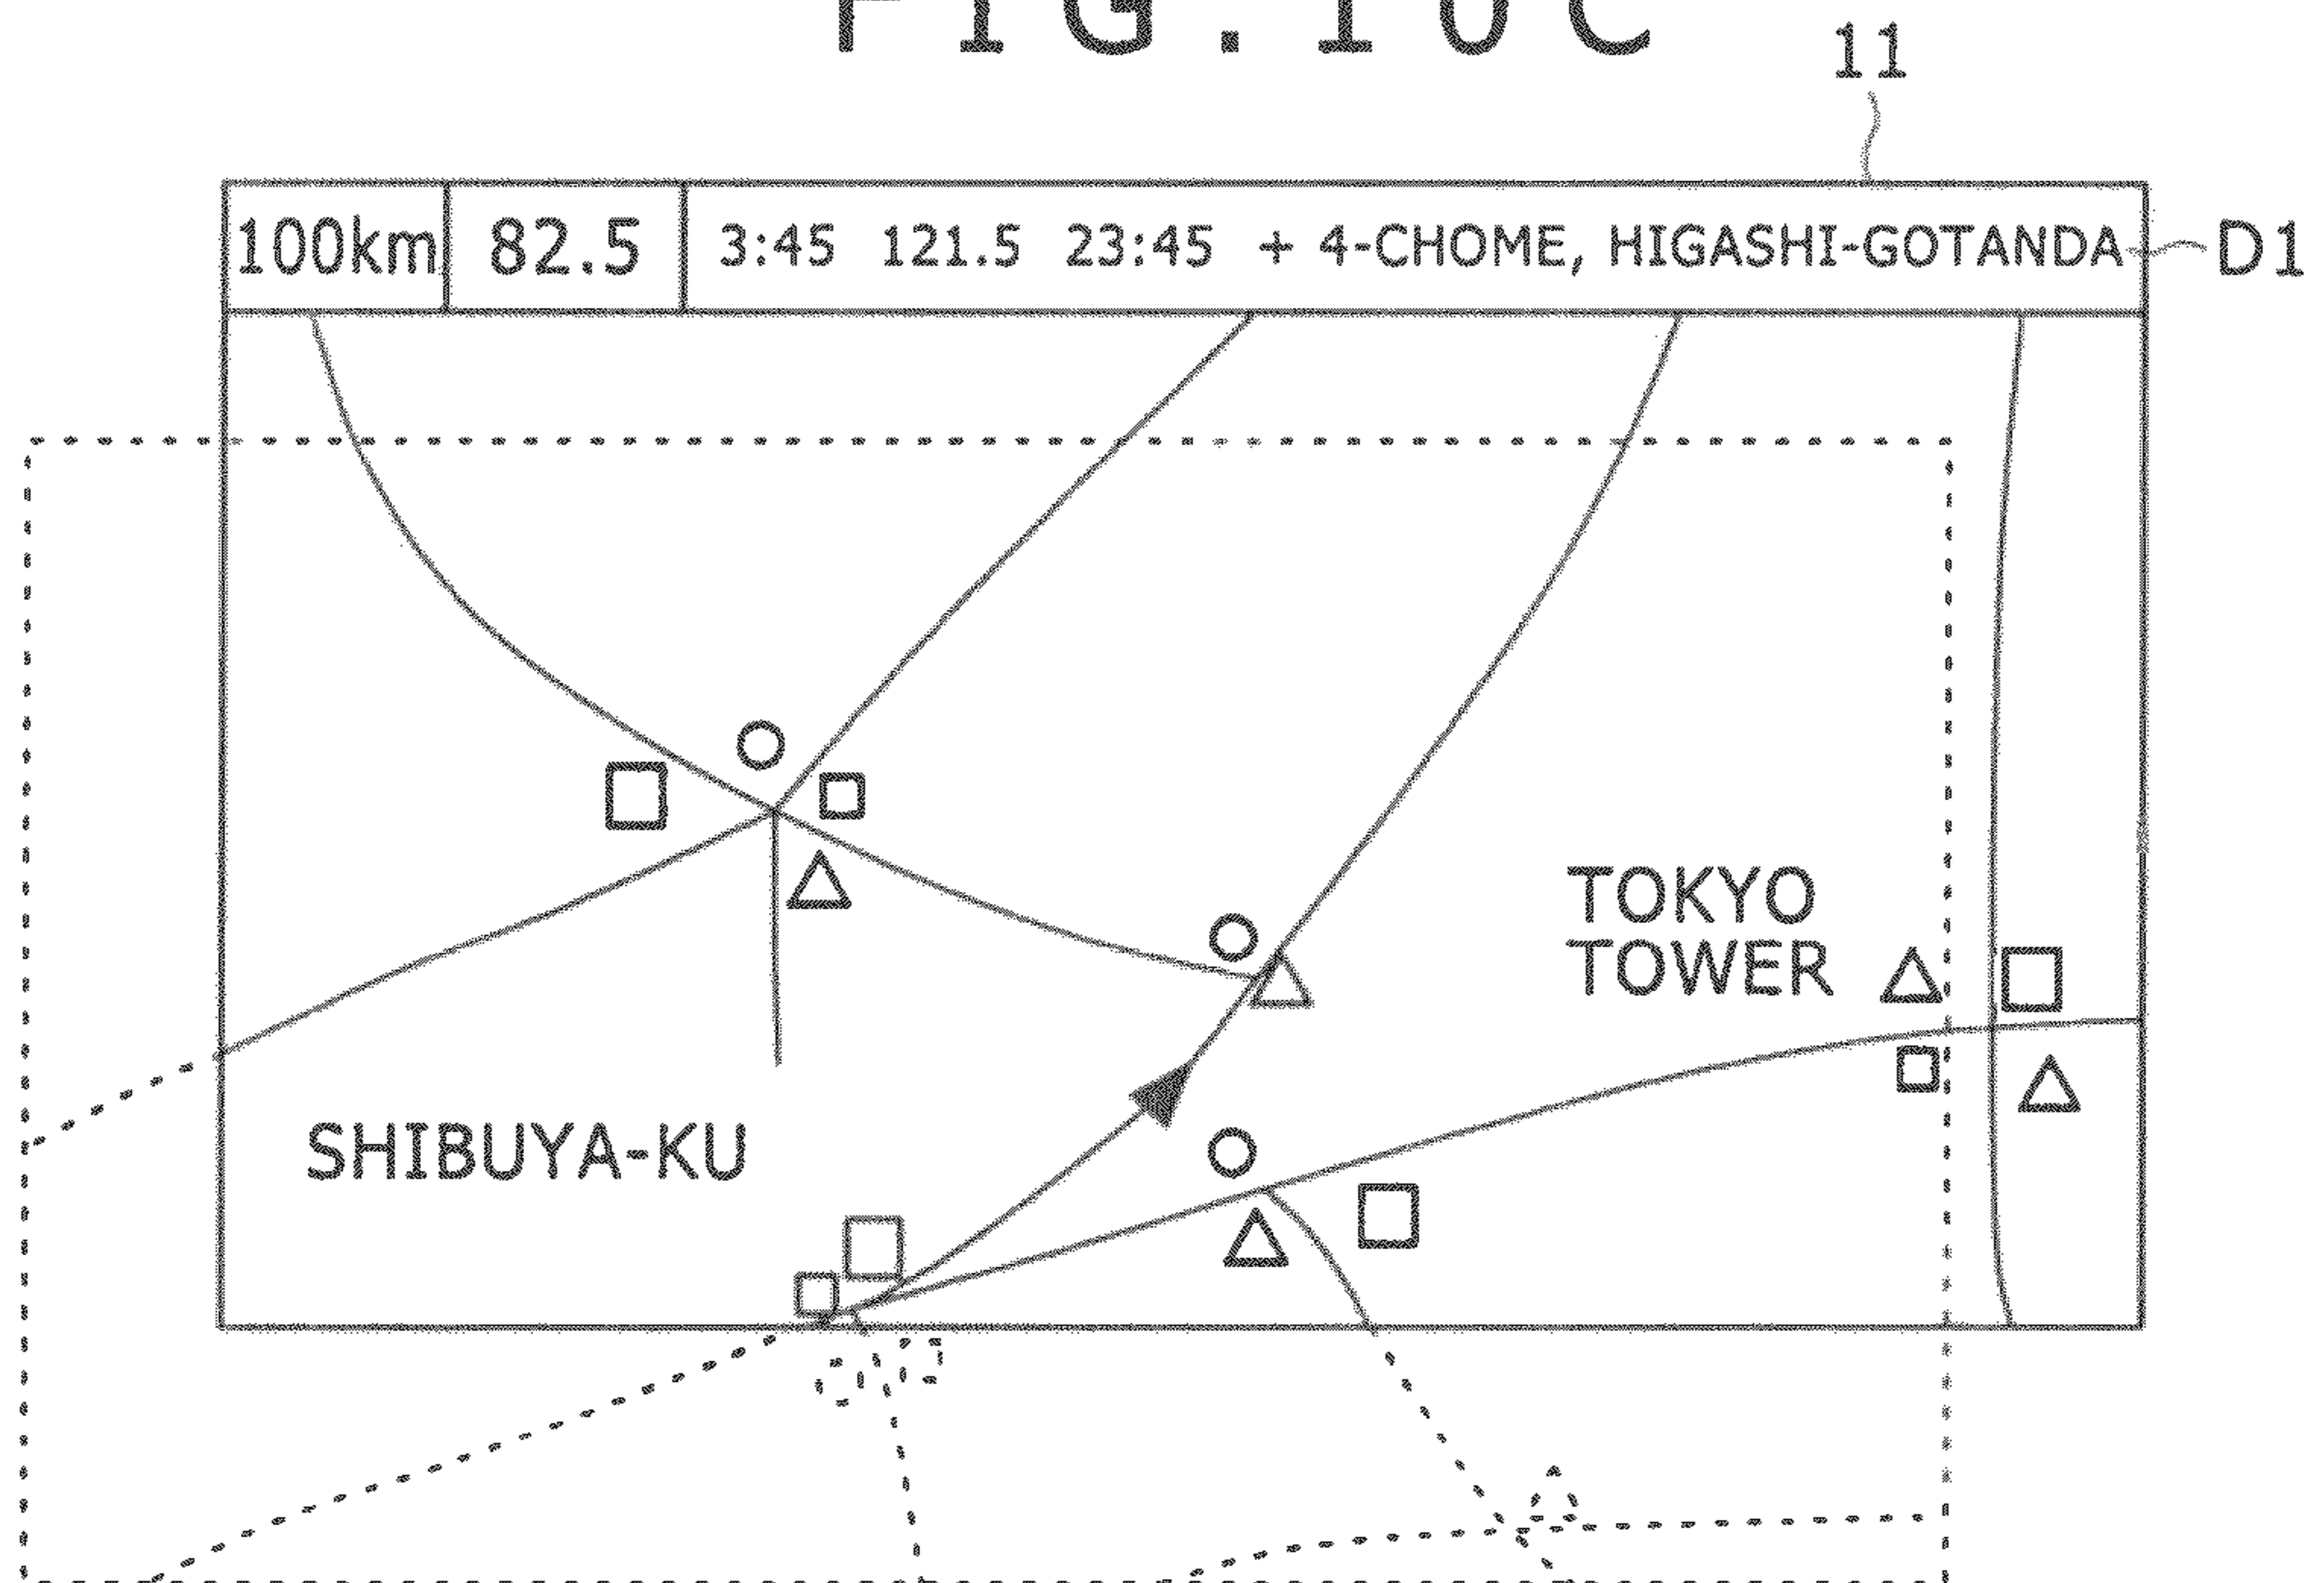 FIG.10C
11
100km 82.5 3:45 121.5 23:45 + 4-CHOME, HIGASHI-GOTANDA D1
TOKYO
TOWER
SHIBUYA-KU